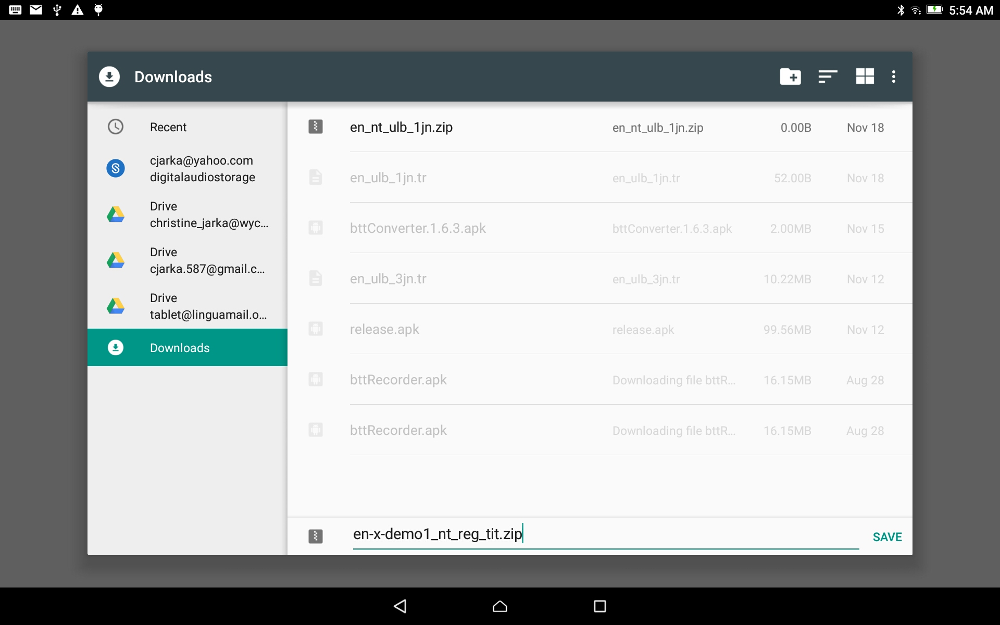 5:54 AM
Downloads
Recent
cjarka@yahoo.com
digitalaudiostorage
Drive
christine_jarka@wyc...
Drive
cjarka.587@gmail.c...
Drive
tablet@linguamail.o...
Downloads
en_nt_ulb_1jn.zip en_nt_ulb_1jn.zip 0.00B Nov 18
en_ulb_1jn.tr en_ulb_1jn.tr 52.00B Nov 18
bttConverter.1.6.3.apk bttConverter.1.6.3.apk 2.00MB Nov 15
en_ulb_3jn.tr en_ulb_3jn.tr 10.22MB Nov 12
release.apk release.apk 99.56MB Nov 12
bttRecorder.apk Downloading file bttR... 16.15MB Aug 28
bttRecorder.apk Downloading file bttR... 16.15MB Aug 28
en-x-demo1_nt_reg_tit.zip SAVE